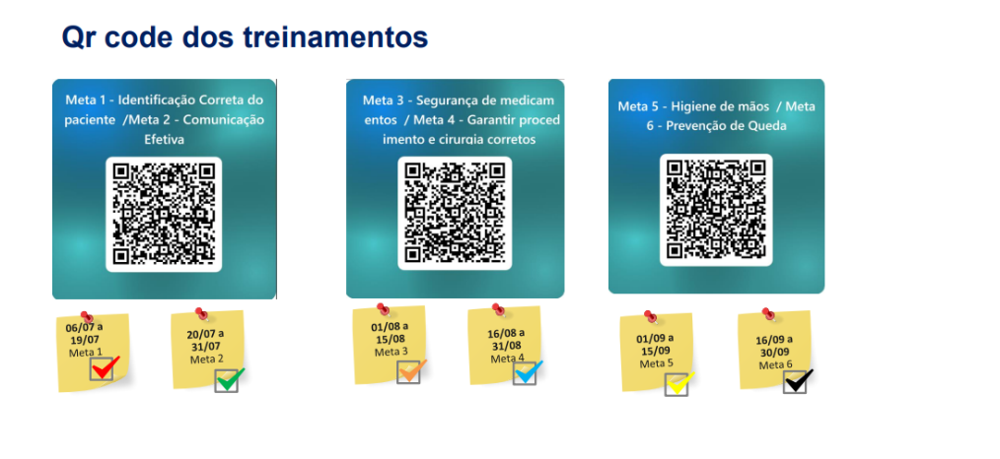 Qr code dos treinamentos
Meta 1 - Identificação Correta do
paciente /Meta 2 - Comunicação
Efetiva
Meta 3 - Segurança de medicam
entos / Meta 4 - Garantir proced
imento e cirurgia corretos
Meta 5 - Higiene de mãos / Meta
6 - Prevenção de Queda
06/07 a
19/07
Meta 1
20/07 a
31/07
Meta 2
01/08 a
15/08
Meta 3
16/08 a
31/08
Meta 4
01/09 a
15/09
Meta 5
16/09 a
30/09
Meta 6